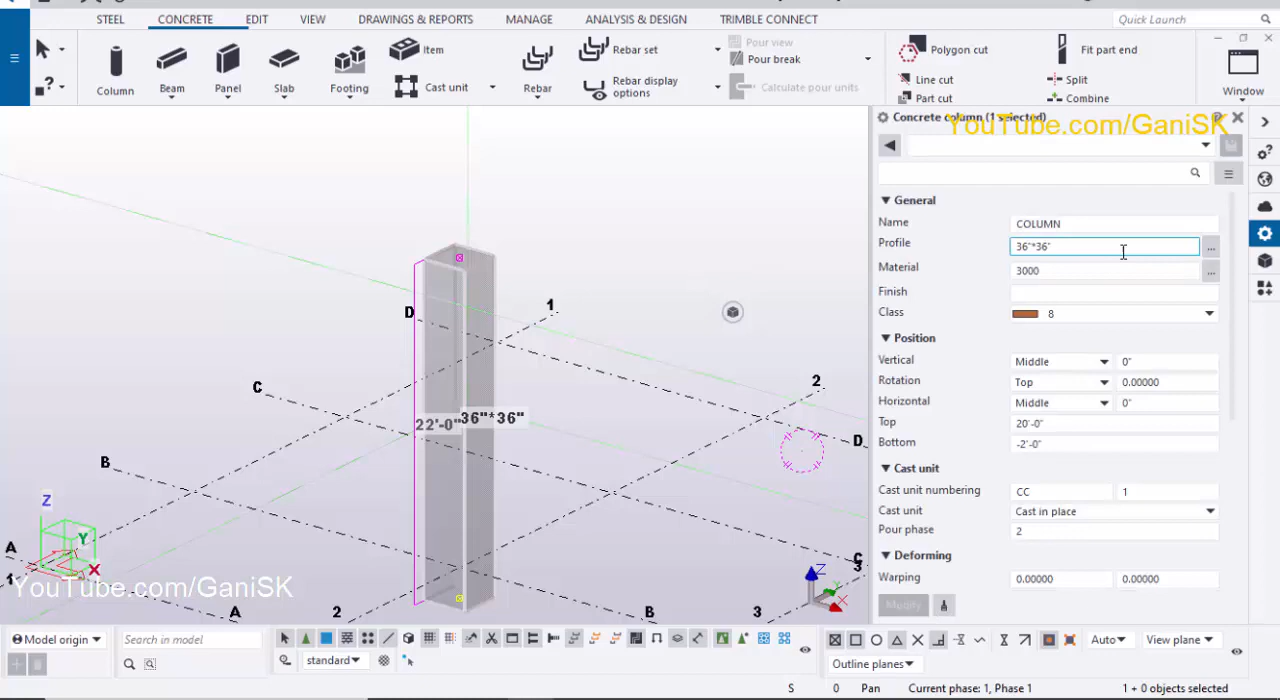 STEEL CONCRETE EDIT VIEW DRAWINGS & REPORTS MANAGE ANALYSIS & DESIGN TRIMBLE CONNECT Quick Launch
Column
Beam
Panel
Slab
Footing
Item
Cast unit
Rebar
Rebar set
Rebar display options
Pour view
Pour break
Calculate pour units
Polygon cut
Line cut
Part cut
Fit part end
Split
Combine
Window
Concrete column (1 selected)
YouTube.com/GaniSK
General
Name COLUMN
Profile 36"*36" ...
Material 3000 ...
Finish
Class 8
Position
Vertical Middle 0"
Rotation Top 0.00000
Horizontal Middle 0"
Top 20'-0"
Bottom -2'-0"
Cast unit
Cast unit numbering CC 1
Cast unit Cast in place
Pour phase 2
Deforming
Warping 0.00000 0.00000
Modify
D
1
C
2
22'-0"
36"*36"
D
B
Z
Y
X
A
1
C
3
Z
Y
X
YouTube.com/GaniSK
A
2
B
3
Model origin
Search in model
standard
Auto
View plane
Outline planes
S 0 Pan Current phase: 1, Phase 1 1 + 0 objects selected